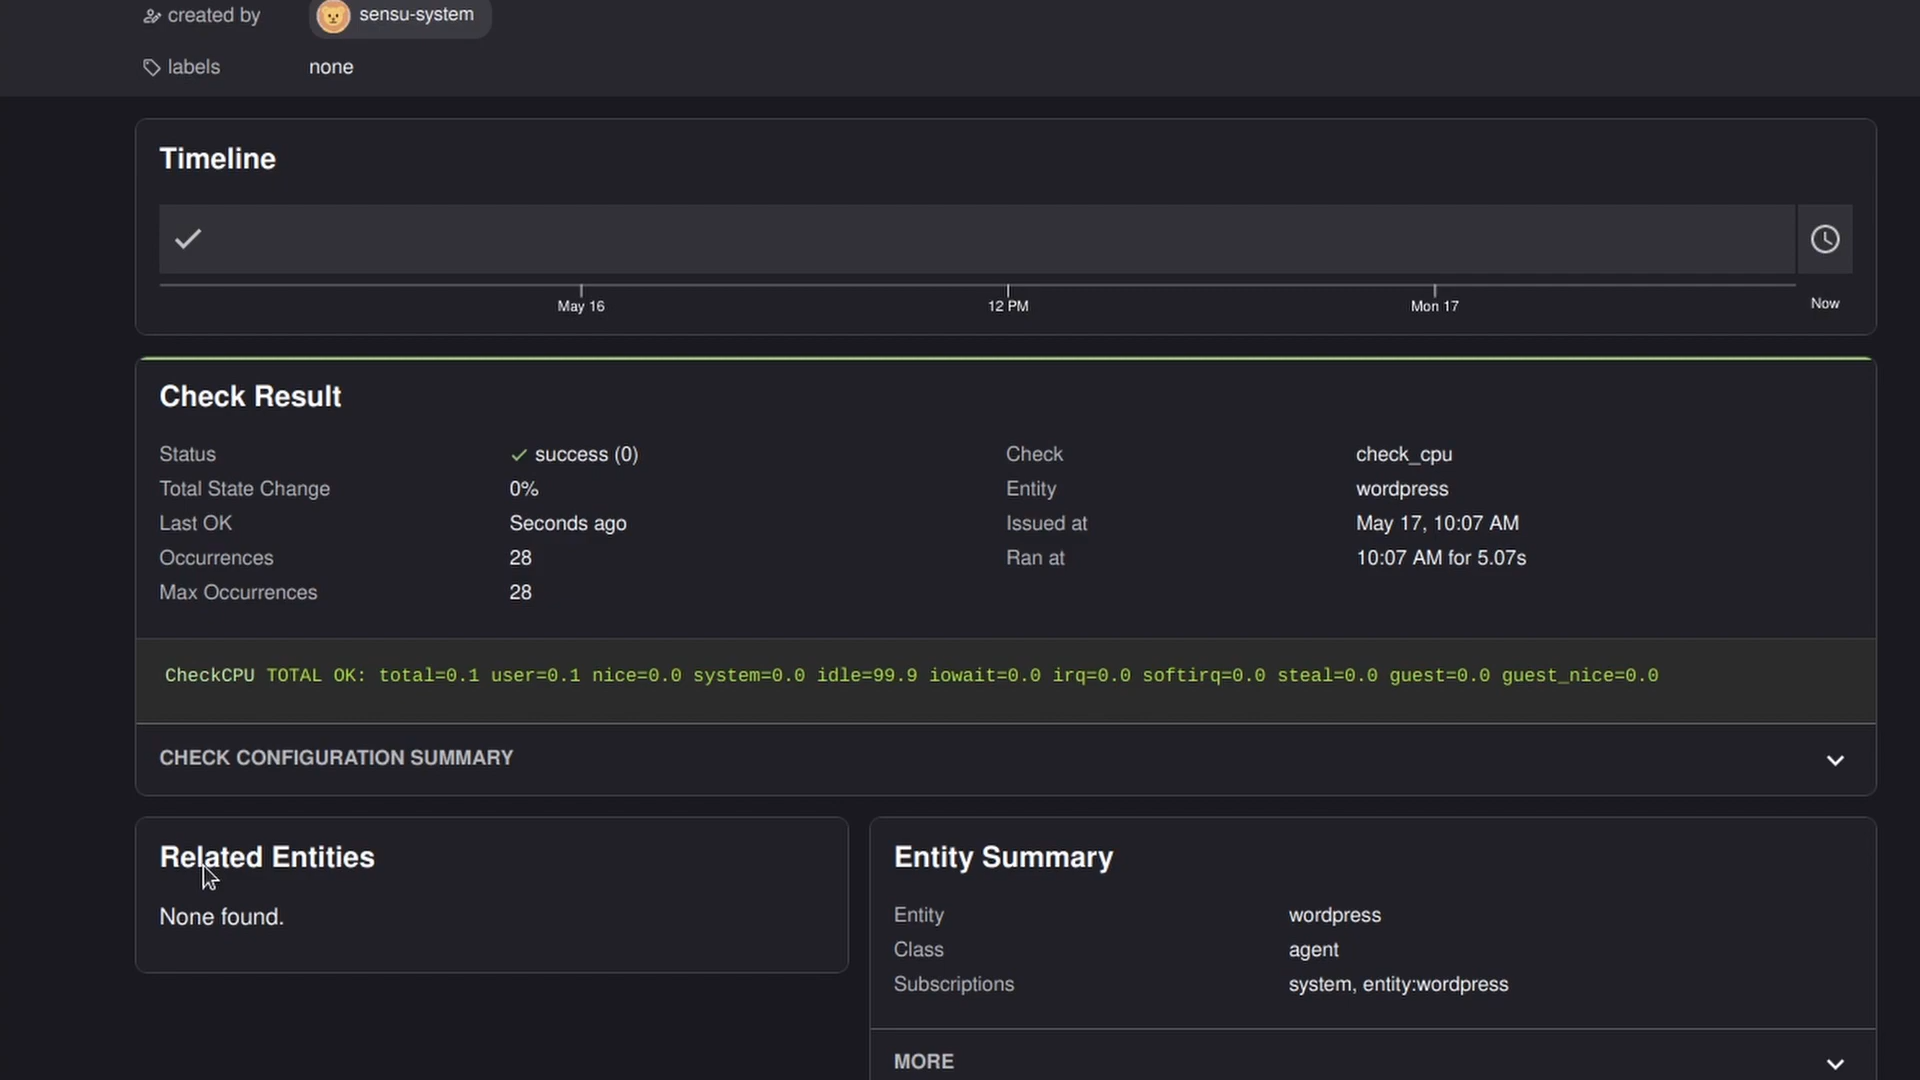 created by sensu-system
labels none
Timeline
May 16 12 PM Mon 17 Now
Check Result
Status success (0) Check check_cpu
Total State Change 0% Entity wordpress
Last OK Seconds ago Issued at May 17, 10:07 AM
Occurrences 28 Ran at 10:07 AM for 5.07s
Max Occurrences 28
CheckCPU TOTAL OK: total=0.1 user=0.1 nice=0.0 system=0.0 idle=99.9 iowait=0.0 irq=0.0 softirq=0.0 steal=0.0 guest=0.0 guest_nice=0.0
CHECK CONFIGURATION SUMMARY
Related Entities
None found.
Entity Summary
Entity wordpress
Class agent
Subscriptions system, entity:wordpress
MORE